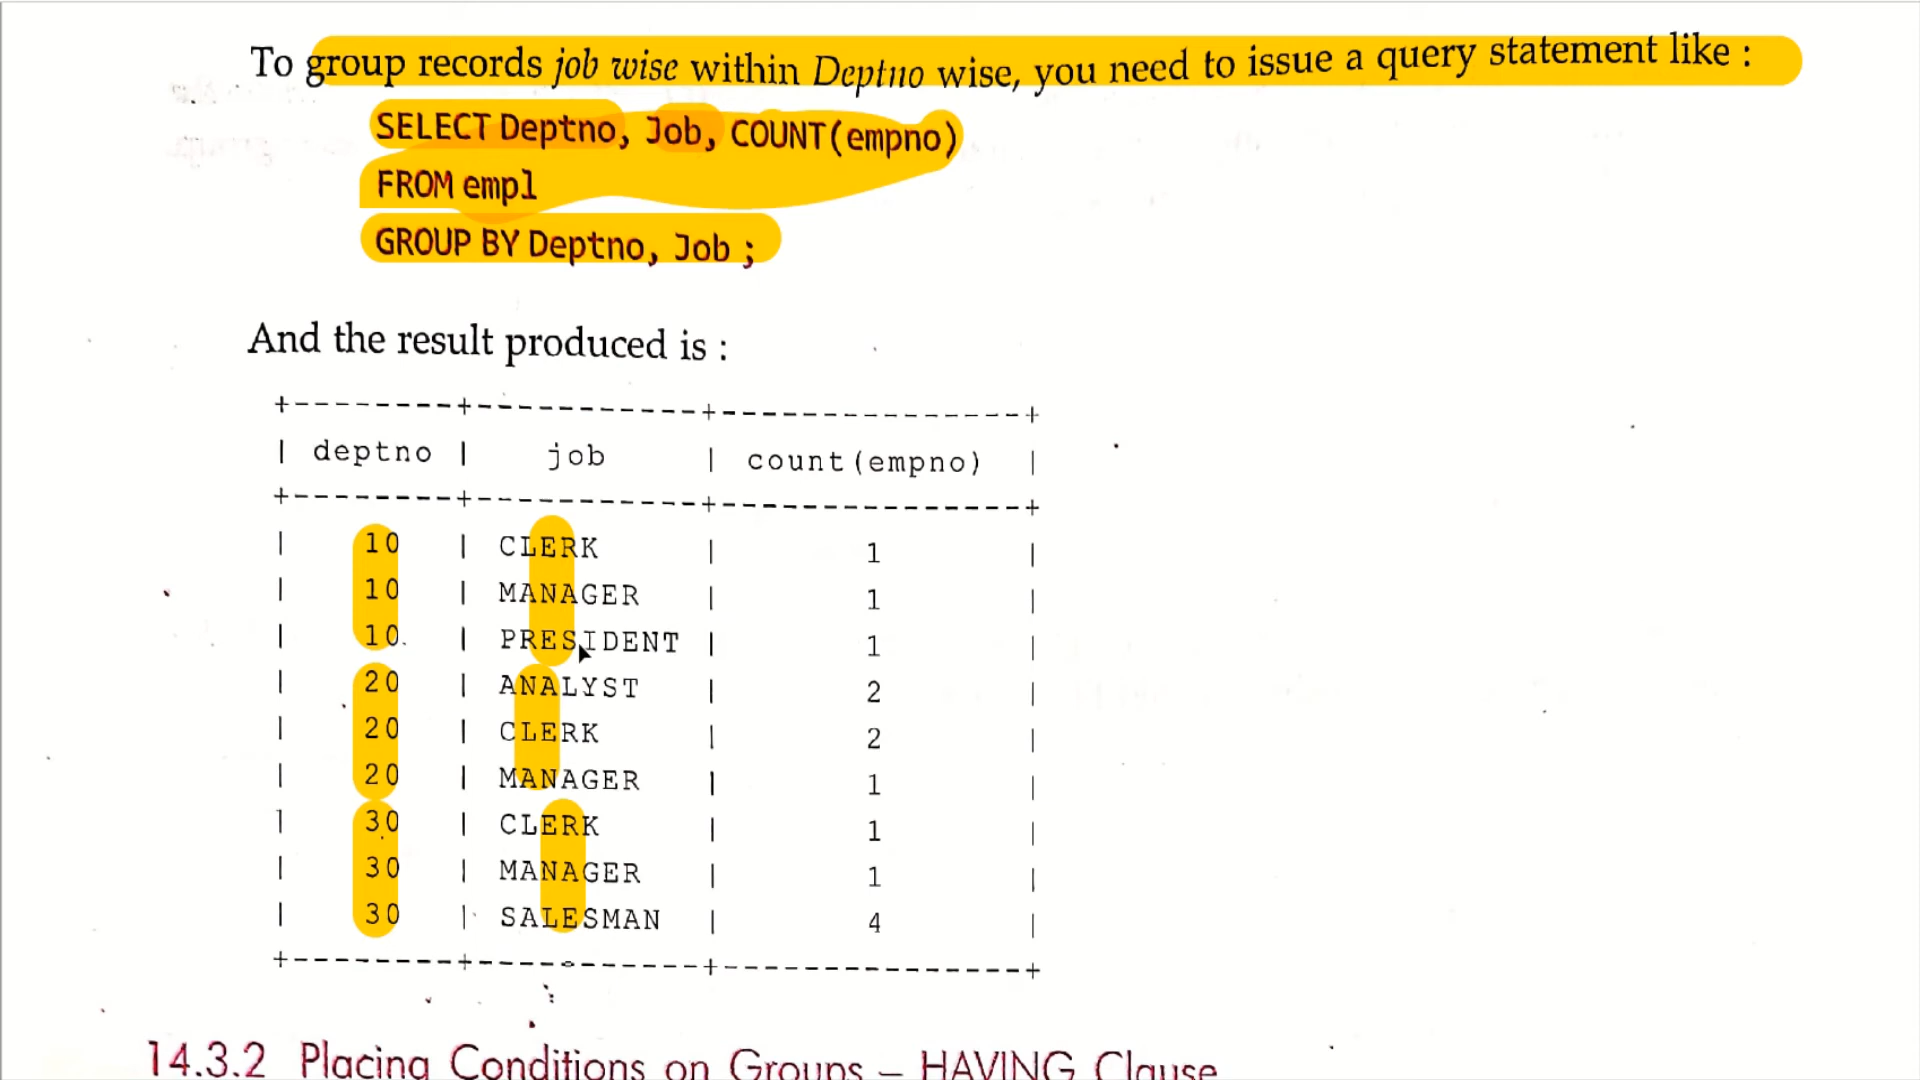 To group records job wise within Deptno wise, you need to issue a query statement like :
SELECT Deptno, Job, COUNT(empno)
FROM empl
GROUP BY Deptno, Job ;
And the result produced is :
+--------+-----------+---------------+
| deptno | job | count(empno) |
+--------+-----------+---------------+
| 10 | CLERK | 1 |
| 10 | MANAGER | 1 |
| 10 | PRESIDENT | 1 |
| 20 | ANALYST | 2 |
| 20 | CLERK | 2 |
| 20 | MANAGER | 1 |
| 30 | CLERK | 1 |
| 30 | MANAGER | 1 |
| 30 | SALESMAN | 4 |
+--------+-----------+---------------+
14.3.2 Placing Conditions on Groups – HAVING Clause